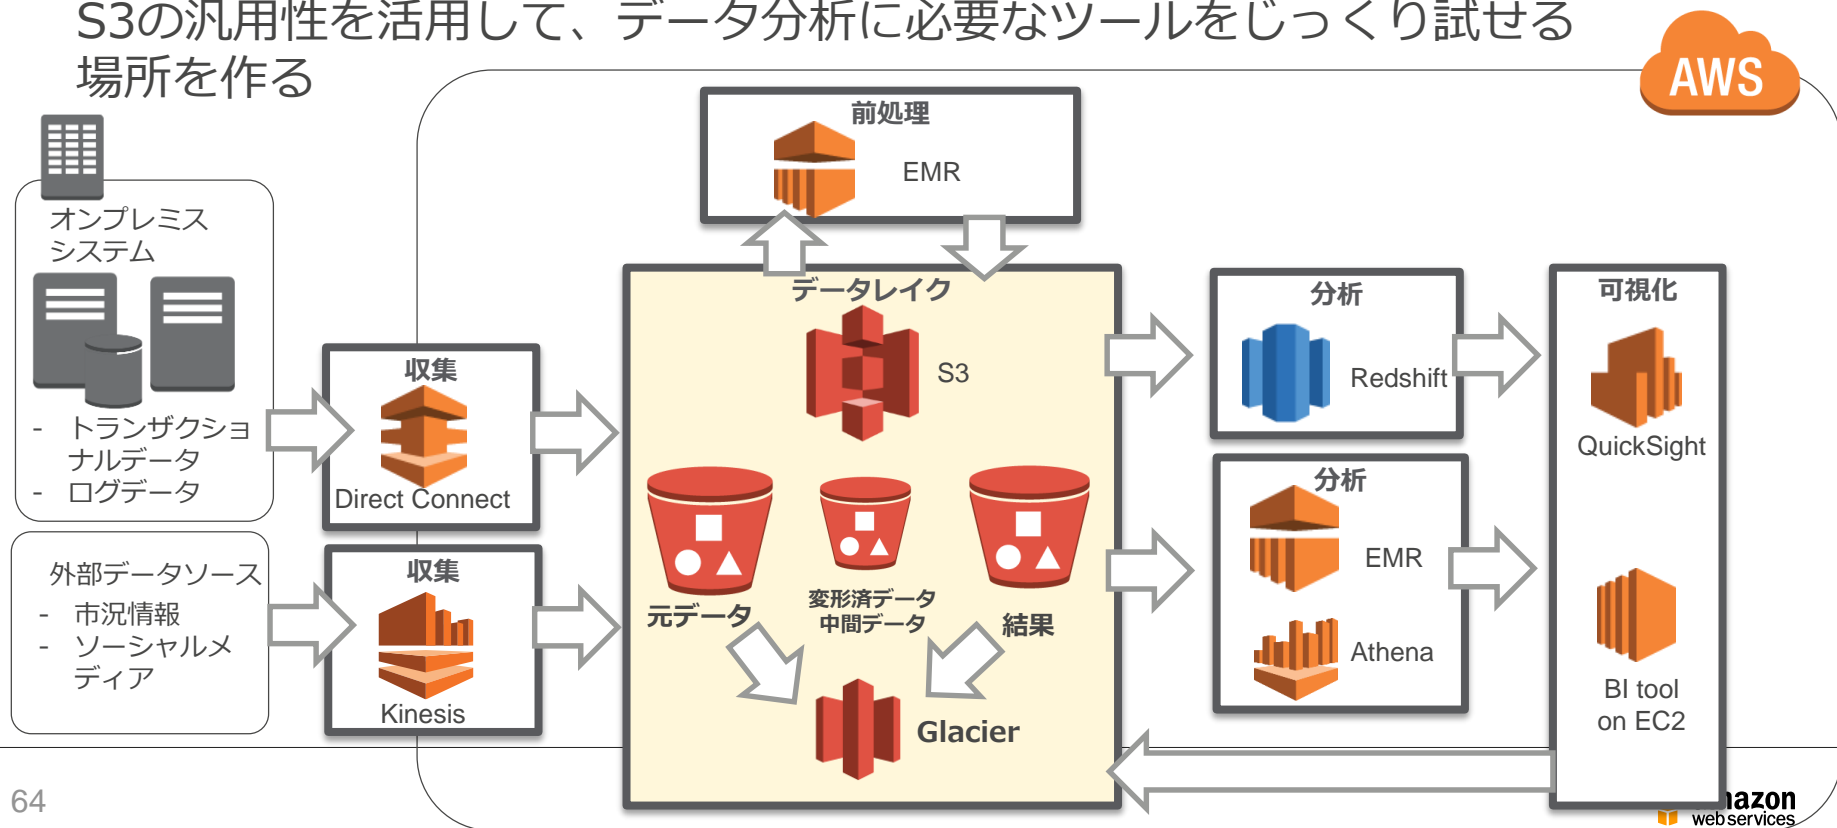 S3の汎用性を活用して、データ分析に必要なツールをじっくり試せる
場所を作る
AWS
前処理
EMR
オンプレミス
システム
- トランザクショ
ナルデータ
- ログデータ
収集
Direct Connect
外部データソース
- 市況情報
- ソーシャルメ
ディア
収集
Kinesis
データレイク
S3
元データ
変形済データ
中間データ
結果
Glacier
分析
Redshift
分析
EMR
Athena
可視化
QuickSight
BI tool
on EC2
64
web services